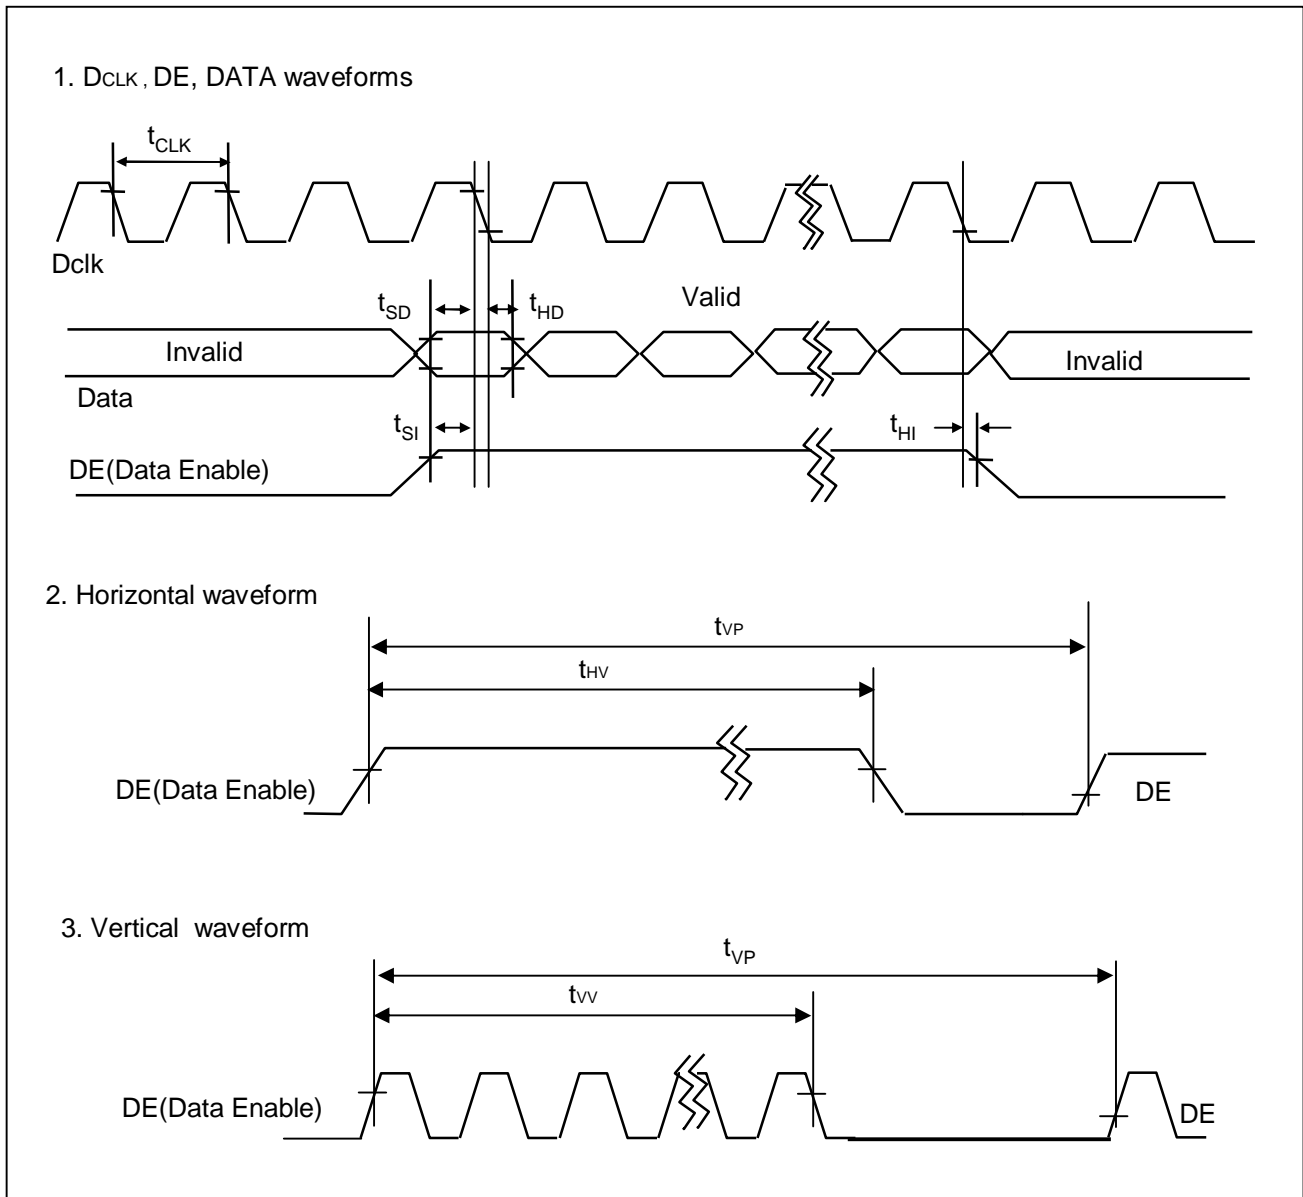 1. DCLK , DE, DATA waveforms
tCLK
Dclk
tSD
tHD
Valid
Invalid
Invalid
Data
tSI
tHI
DE(Data Enable)
2. Horizontal waveform
tVP
tHV
DE(Data Enable)
DE
3. Vertical waveform
tVP
tVV
DE(Data Enable)
DE